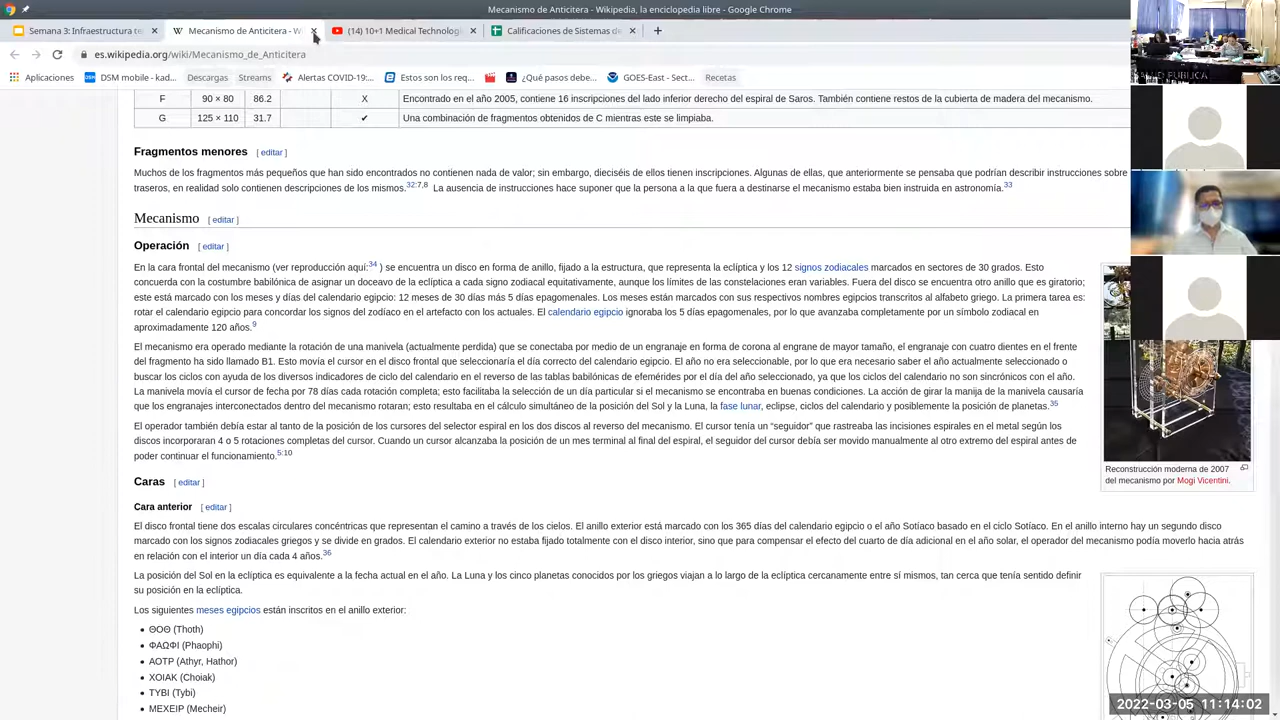 Mecanismo de Anticitera - Wikipedia, la enciclopedia libre - Google Chrome
Semana 3: Infraestructura te
Mecanismo de Anticitera - W
(14) 10+1 Medical Technolog
Calificaciones de Sistemas de
es.wikipedia.org/wiki/Mecanismo_de_Anticitera
Aplicaciones DSM mobile - kad... Descargas Streams Alertas COVID-19:... Estos son los req... ¿Qué pasos debe... GOES-East - Sect... Recetas
F 90 × 80 86.2 X Encontrado en el año 2005, contiene 16 inscripciones del lado inferior derecho del espiral de Saros. También contiene restos de la cubierta de madera del mecanismo.
G 125 × 110 31.7 ✔ Una combinación de fragmentos obtenidos de C mientras este se limpiaba.
Fragmentos menores [ editar ]
Muchos de los fragmentos más pequeños que han sido encontrados no contienen nada de valor; sin embargo, dieciséis de ellos tienen inscripciones. Algunas de ellas, que anteriormente se pensaba que podrían describir instrucciones sobre
traseros, en realidad solo contienen descripciones de los mismos.32:7,8 La ausencia de instrucciones hace suponer que la persona a la que fuera a destinarse el mecanismo estaba bien instruida en astronomía.33
Mecanismo [ editar ]
Operación [ editar ]
En la cara frontal del mecanismo (ver reproducción aquí:34 ) se encuentra un disco en forma de anillo, fijado a la estructura, que representa la eclíptica y los 12 signos zodiacales marcados en sectores de 30 grados. Esto
concuerda con la costumbre babilónica de asignar un doceavo de la eclíptica a cada signo zodiacal equitativamente, aunque los límites de las constelaciones eran variables. Fuera del disco se encuentra otro anillo que es giratorio;
este está marcado con los meses y días del calendario egipcio: 12 meses de 30 días más 5 días epagomenales. Los meses están marcados con sus respectivos nombres egipcios transcritos al alfabeto griego. La primera tarea es:
rotar el calendario egipcio para concordar los signos del zodíaco en el artefacto con los actuales. El calendario egipcio ignoraba los 5 días epagomenales, por lo que avanzaba completamente por un símbolo zodiacal en
aproximadamente 120 años.9
El mecanismo era operado mediante la rotación de una manivela (actualmente perdida) que se conectaba por medio de un engranaje en forma de corona al engrane de mayor tamaño, el engranaje con cuatro dientes en el frente
del fragmento ha sido llamado B1. Esto movía el cursor en el disco frontal que seleccionaría el día correcto del calendario egipcio. El año no era seleccionable, por lo que era necesario saber el año actualmente seleccionado o
buscar los ciclos con ayuda de los diversos indicadores de ciclo del calendario en el reverso de las tablas babilónicas de efemérides por el día del año seleccionado, ya que los ciclos del calendario no son sincrónicos con el año.
La manivela movía el cursor de fecha por 78 días cada rotación completa; esto facilitaba la selección de un día particular si el mecanismo se encontraba en buenas condiciones. La acción de girar la manija de la manivela causaría
que los engranajes interconectados dentro del mecanismo rotaran; esto resultaba en el cálculo simultáneo de la posición del Sol y la Luna, la fase lunar, eclipse, ciclos del calendario y posiblemente la posición de planetas.35
El operador también debía estar al tanto de la posición de los cursores del selector espiral en los dos discos al reverso del mecanismo. El cursor tenía un “seguidor” que rastreaba las incisiones espirales en el metal según los
discos incorporaran 4 o 5 rotaciones completas del cursor. Cuando un cursor alcanzaba la posición de un mes terminal al final del espiral, el seguidor del cursor debía ser movido manualmente al otro extremo del espiral antes de
poder continuar el funcionamiento.5:10
Reconstrucción moderna de 2007
del mecanismo por Mogi Vicentini.
Caras [ editar ]
Cara anterior [ editar ]
El disco frontal tiene dos escalas circulares concéntricas que representan el camino a través de los cielos. El anillo exterior está marcado con los 365 días del calendario egipcio o el año Sotíaco basado en el ciclo Sotíaco. En el anillo interno hay un segundo disco
marcado con los signos zodiacales griegos y se divide en grados. El calendario exterior no estaba fijado totalmente con el disco interior, sino que para compensar el efecto del cuarto de día adicional en el año solar, el operador del mecanismo podía moverlo hacia atrás
en relación con el interior un día cada 4 años.36
La posición del Sol en la eclíptica es equivalente a la fecha actual en el año. La Luna y los cinco planetas conocidos por los griegos viajan a lo largo de la eclíptica cercanamente entre sí mismos, tan cerca que tenía sentido definir
su posición en la eclíptica.
Los siguientes meses egipcios están inscritos en el anillo exterior:
ΘΟΘ (Thoth)
ΦΑΩΦΙ (Phaophi)
ΑΟΤΡ (Athyr, Hathor)
ΧΟΙΑΚ (Choiak)
ΤΥΒΙ (Tybi)
ΜΕΧΕΙΡ (Mecheir)
2022-03-05 11:14:02